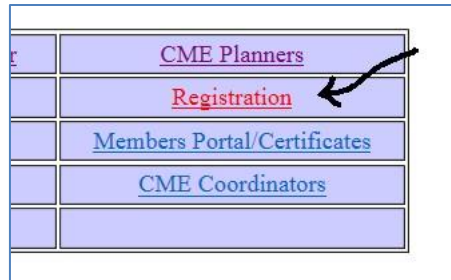 r CME Planners
Registration
Members Portal/Certificates
CME Coordinators